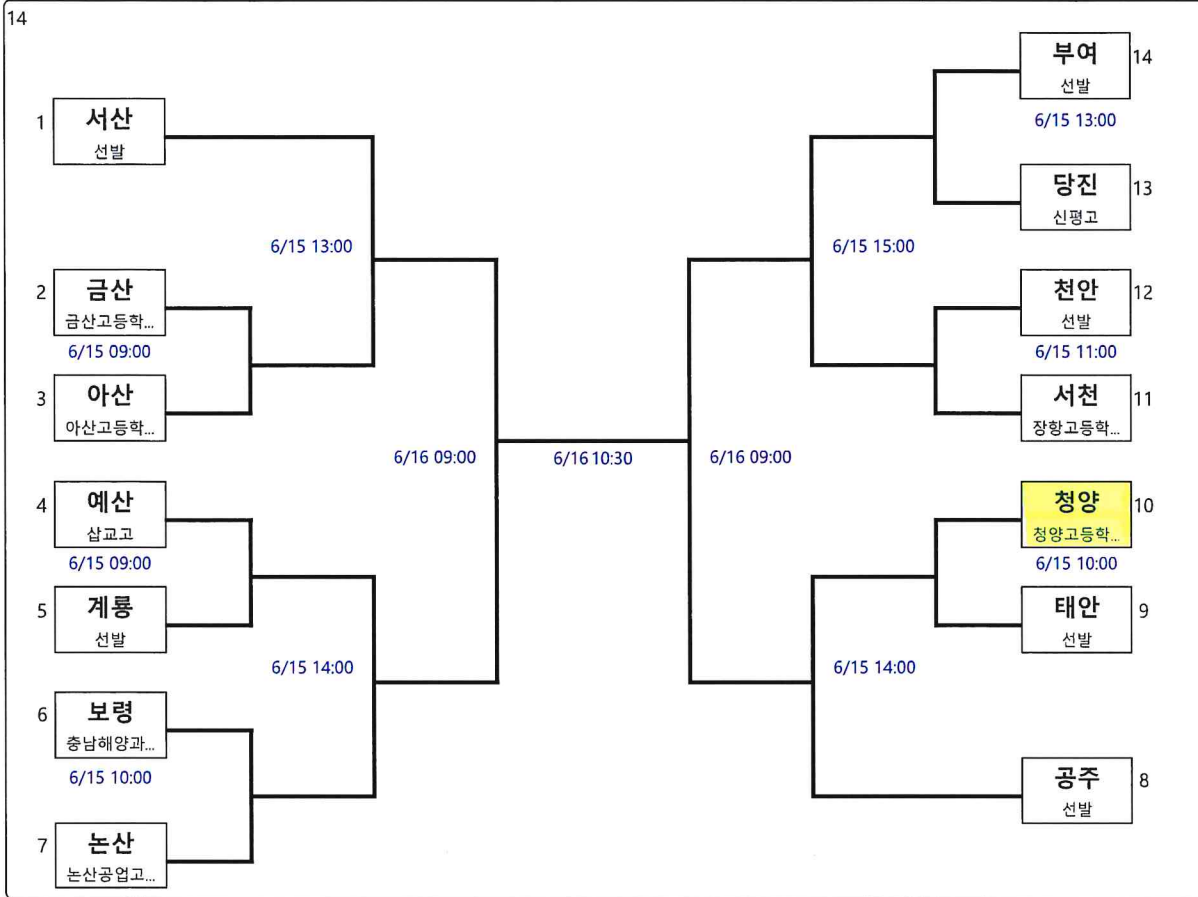 14
1
서산
선발
6/15 13:00
2
금산
금산고등학...
6/15 09:00
3
아산
아산고등학...
6/16 09:00
4
예산
삽교고
6/15 09:00
5
계룡
선발
6/15 14:00
6
보령
충남해양과...
6/15 10:00
7
논산
논산공업고...
6/16 10:30
부여
14
선발
6/15 13:00
당진
13
신평고
6/15 15:00
천안
12
선발
6/15 11:00
서천
11
장항고등학...
6/16 09:00
청양
10
청양고등학...
6/15 10:00
태안
9
선발
6/15 14:00
공주
8
선발